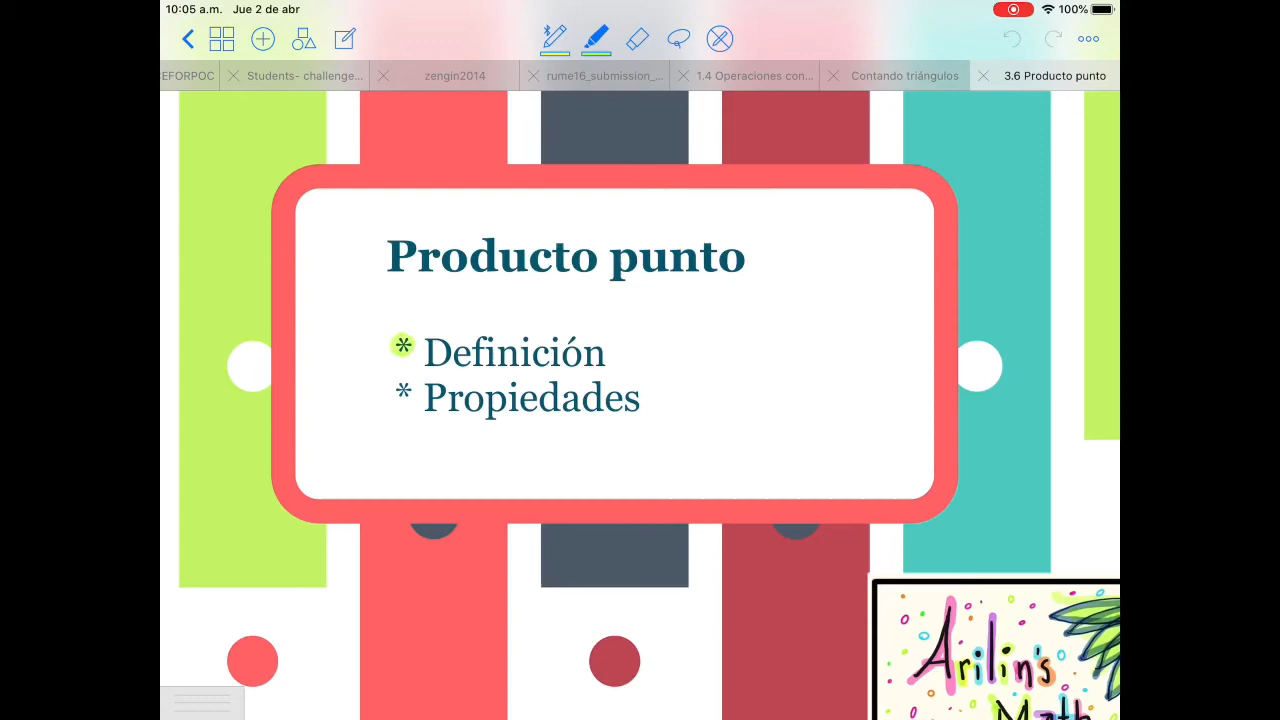 10:05 a.m. Jue 2 de abr 100%
EFORPOC Students- challenge... zengin2014 rume16_submission_... 1.4 Operaciones con... Contando triángulos 3.6 Producto punto
Producto punto
* Definición
* Propiedades
Arilin's
Math